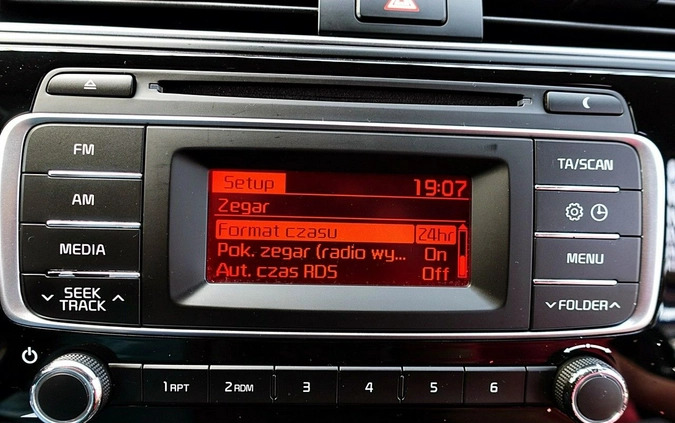 FM
AM
MEDIA
SEEK
TRACK
Setup 19:07
Zegar
Format czasu 24hr
Pok. zegar (radio wy... On
Aut. czas RDS Off
TA/SCAN
MENU
FOLDER
1 RPT
2 RDM
3
4
5
6